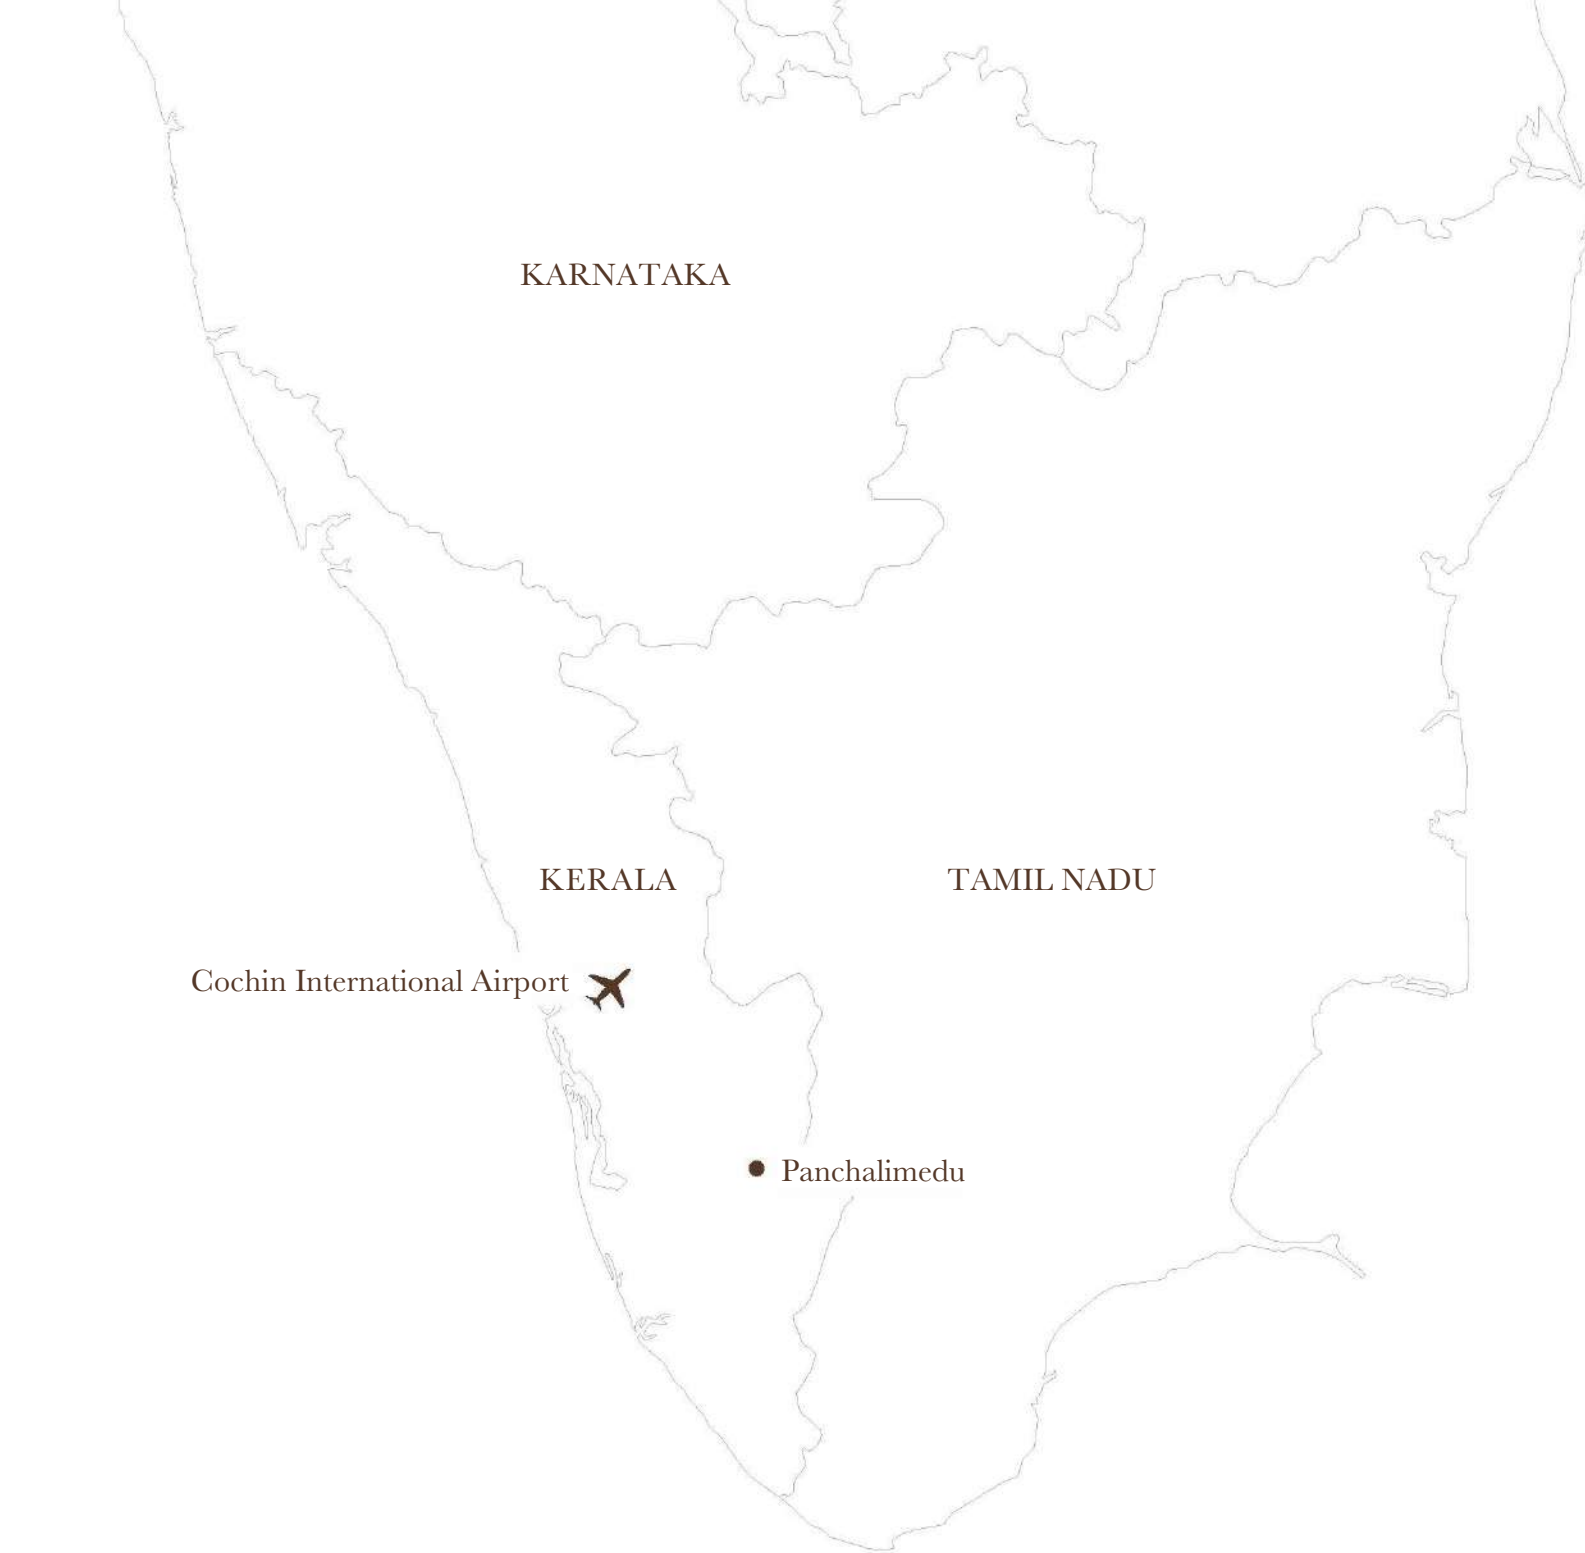 KARNATAKA
KERALA
TAMIL NADU
Cochin International Airport
Panchalimedu